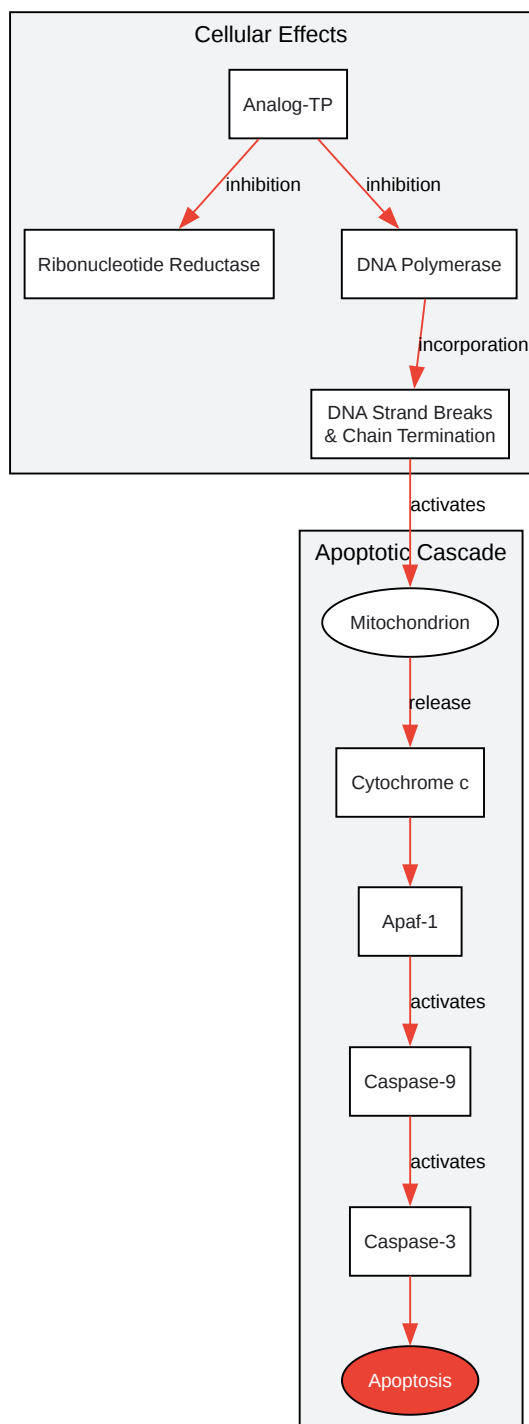 Cellular Effects
Analog-TP
inhibition
inhibition
Ribonucleotide Reductase
DNA Polymerase
incorporation
DNA Strand Breaks
& Chain Termination
activates
Apoptotic Cascade
Mitochondrion
release
Cytochrome c
Apaf-1
activates
Caspase-9
activates
Caspase-3
Apoptosis